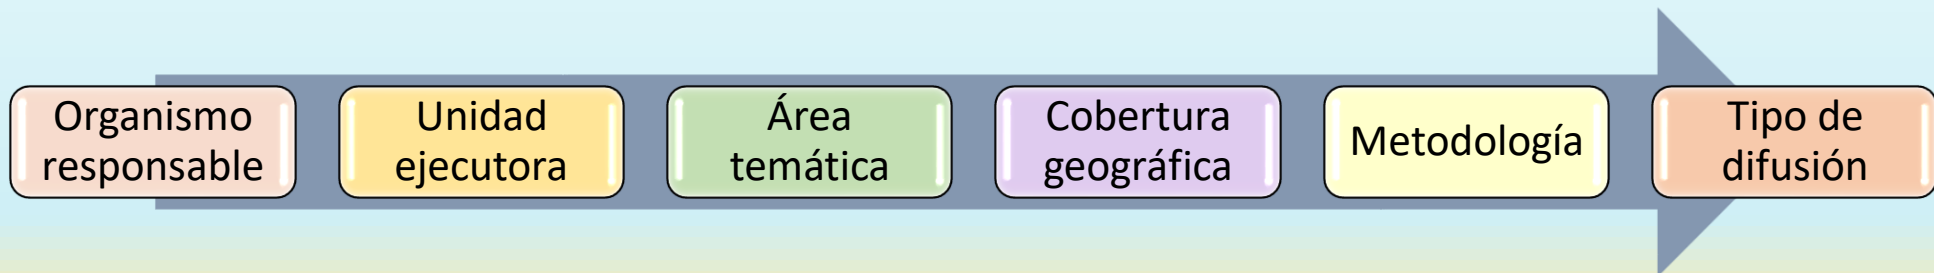 Organismo
responsable
Unidad
ejecutora
Área
temática
Cobertura
geográfica
Metodología
Tipo de
difusión